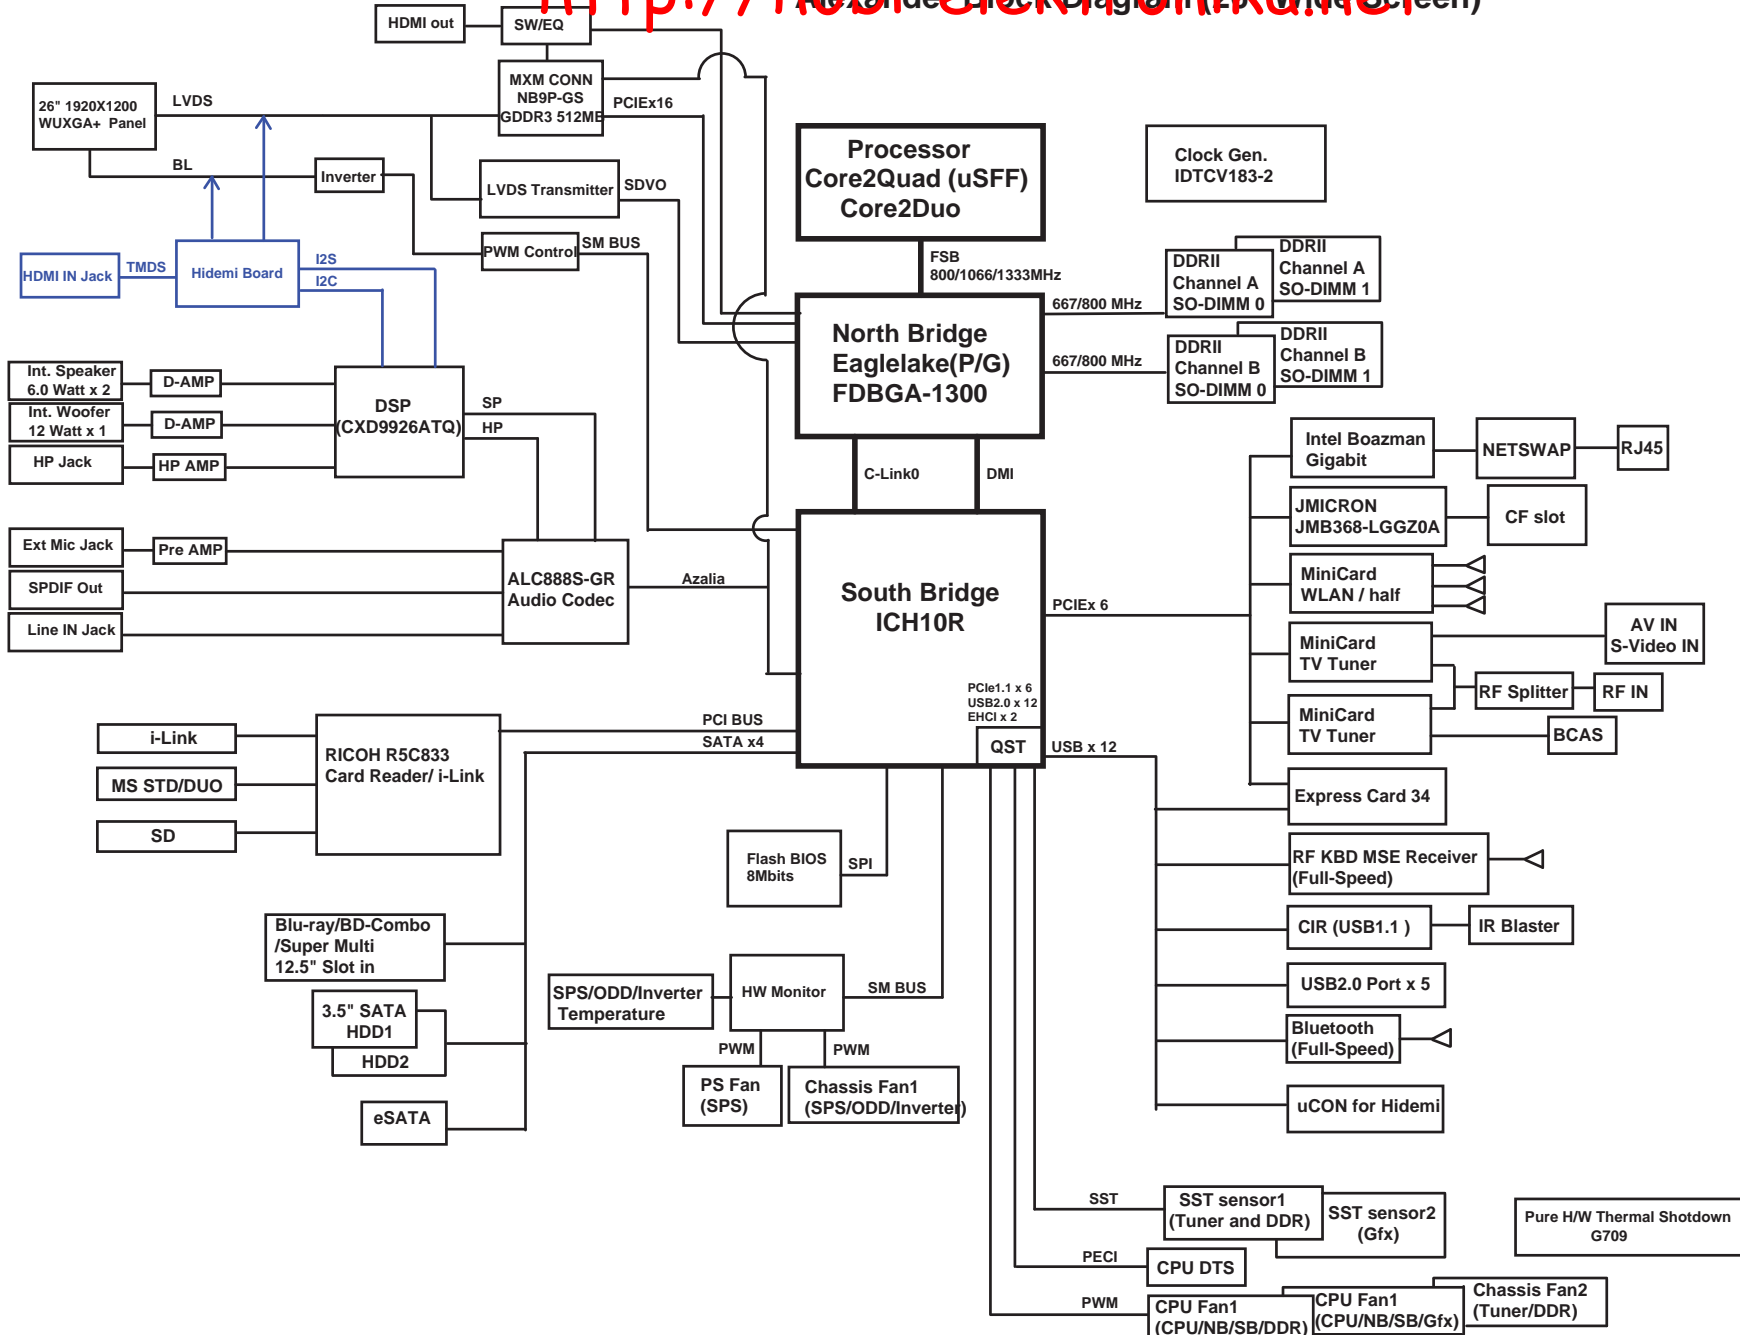 Block Diagram
HDMI out
SW/EQ
MXM CONN
NB9P-GS
GDDR3 512MB
PCIEx16
26" 1920X1200
WUXGA+ Panel
LVDS
BL
Inverter
LVDS Transmitter
SDVO
PWM Control
SM BUS
HDMI IN Jack
TMDS
Hidemi Board
I2S
I2C
Processor
Core2Quad (uSFF)
Core2Duo
Clock Gen.
IDTCV183-2
FSB
800/1066/1333MHz
DDRII
Channel A
SO-DIMM 0
DDRII
Channel A
SO-DIMM 1
667/800 MHz
North Bridge
Eaglelake(P/G)
FDBGA-1300
667/800 MHz
DDRII
Channel B
SO-DIMM 0
DDRII
Channel B
SO-DIMM 1
Int. Speaker
6.0 Watt x 2
D-AMP
Int. Woofer
12 Watt x 1
D-AMP
HP Jack
HP AMP
DSP
(CXD9926ATQ)
SP
HP
C-Link0
DMI
Intel Boazman
Gigabit
NETSWAP
RJ45
JMICRON
JMB368-LGGZ0A
CF slot
MiniCard
WLAN / half
MiniCard
TV Tuner
AV IN
S-Video IN
RF Splitter
RF IN
MiniCard
TV Tuner
BCAS
Express Card 34
Ext Mic Jack
Pre AMP
SPDIF Out
Line IN Jack
ALC888S-GR
Audio Codec
Azalia
South Bridge
ICH10R
PCIEx 6
PCIe1.1 x 6
USB2.0 x 12
EHCI x 2
QST
USB x 12
PCI BUS
SATA x4
i-Link
MS STD/DUO
SD
RICOH R5C833
Card Reader/ i-Link
Flash BIOS
8Mbits
SPI
RF KBD MSE Receiver
(Full-Speed)
CIR (USB1.1 )
IR Blaster
USB2.0 Port x 5
Bluetooth
(Full-Speed)
uCON for Hidemi
Blu-ray/BD-Combo
/Super Multi
12.5" Slot in
3.5" SATA
HDD1
HDD2
eSATA
SPS/ODD/Inverter
Temperature
HW Monitor
SM BUS
PWM
PWM
PS Fan
(SPS)
Chassis Fan1
(SPS/ODD/Inverter)
SST
SST sensor1
(Tuner and DDR)
SST sensor2
(Gfx)
PECI
CPU DTS
PWM
CPU Fan1
(CPU/NB/SB/DDR)
CPU Fan1
(CPU/NB/SB/Gfx)
Chassis Fan2
(Tuner/DDR)
Pure H/W Thermal Shotdown
G709